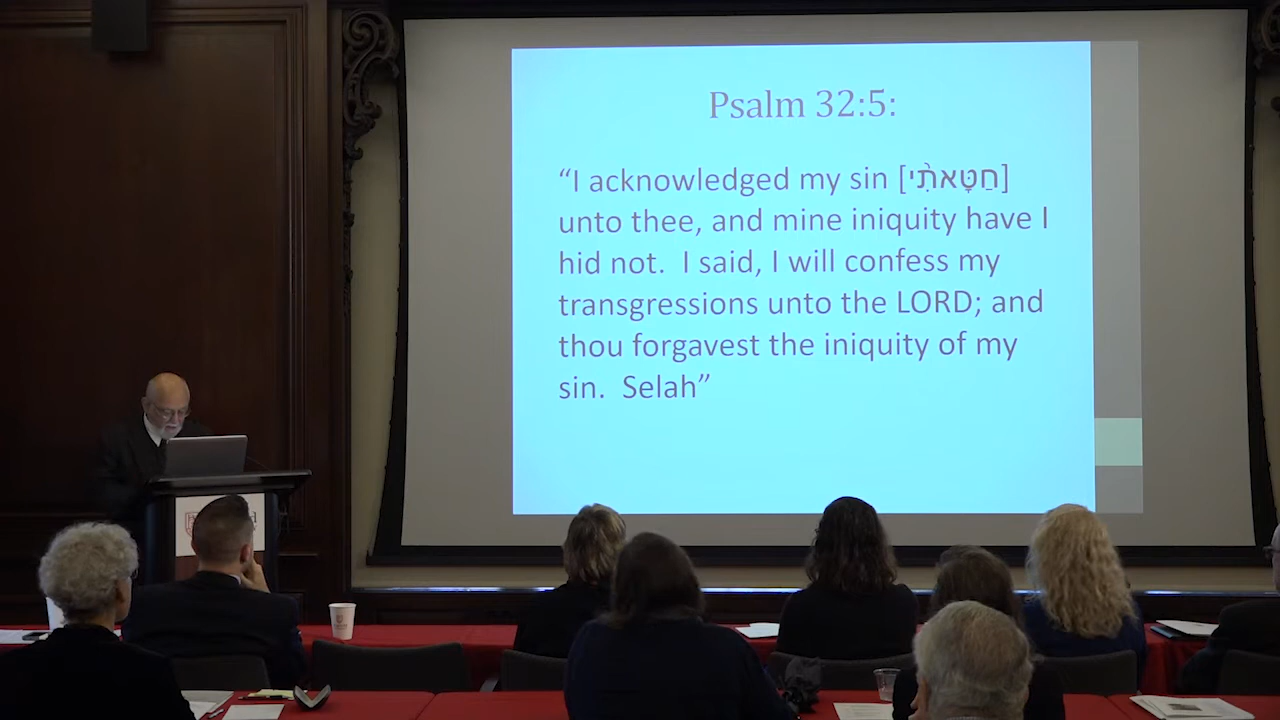 Psalm 32:5:
“I acknowledged my sin [חַטָּאתִ֨י]
unto thee, and mine iniquity have I
hid not.  I said, I will confess my
transgressions unto the LORD; and
thou forgavest the iniquity of my
sin.  Selah”